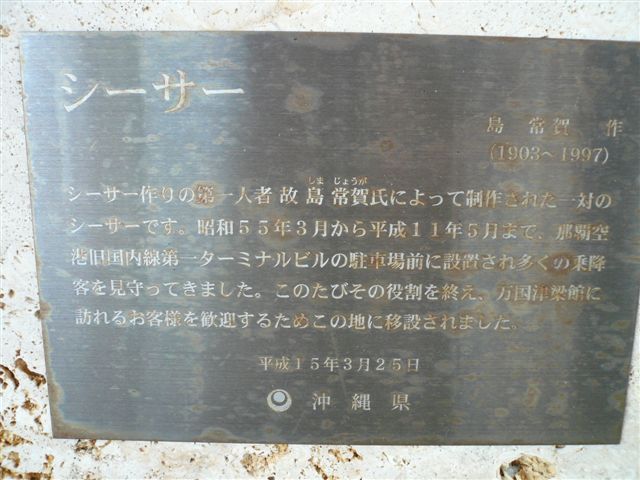 シーサー
島 常賀 作
(1903～1997)
しま じょうが
シーサー作りの第一人者 故 島 常賀氏によって制作された一対の
シーサーです。昭和５５年３月から平成１１年５月まで、那覇空
港旧国内線第一ターミナルビルの駐車場前に設置され多くの乗降
客を見守ってきました。このたびその役割を終え、万国津梁館に
訪れるお客様を歓迎するためこの地に移設されました。
平成１５年３月２５日
沖縄県